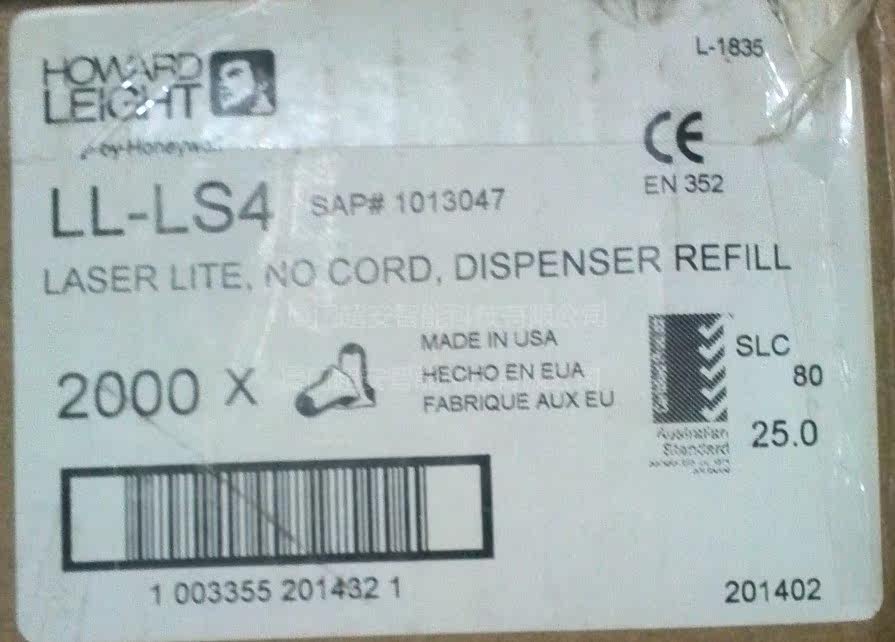 HOWARD
LEIGHT
L-1835
by Honeywell
CE
EN 352
LL-LS4 SAP# 1013047
LASER LITE, NO CORD, DISPENSER REFILL
2000 X
MADE IN USA
HECHO EN EUA
FABRIQUE AUX EU
SLC
80
25.0
Australian
Standard
1 003355 201432 1
201402